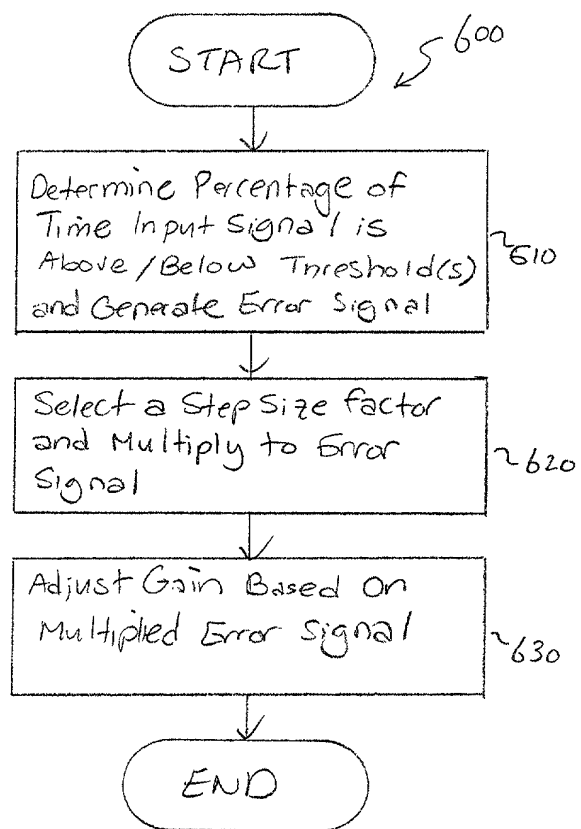 START
600
Determine Percentage of
Time Input Signal is
Above/Below Threshold(s)
and Generate Error Signal
610
Select a Step Size factor
and Multiply to Error
Signal
620
Adjust Gain Based On
Multiplied Error Signal
630
END